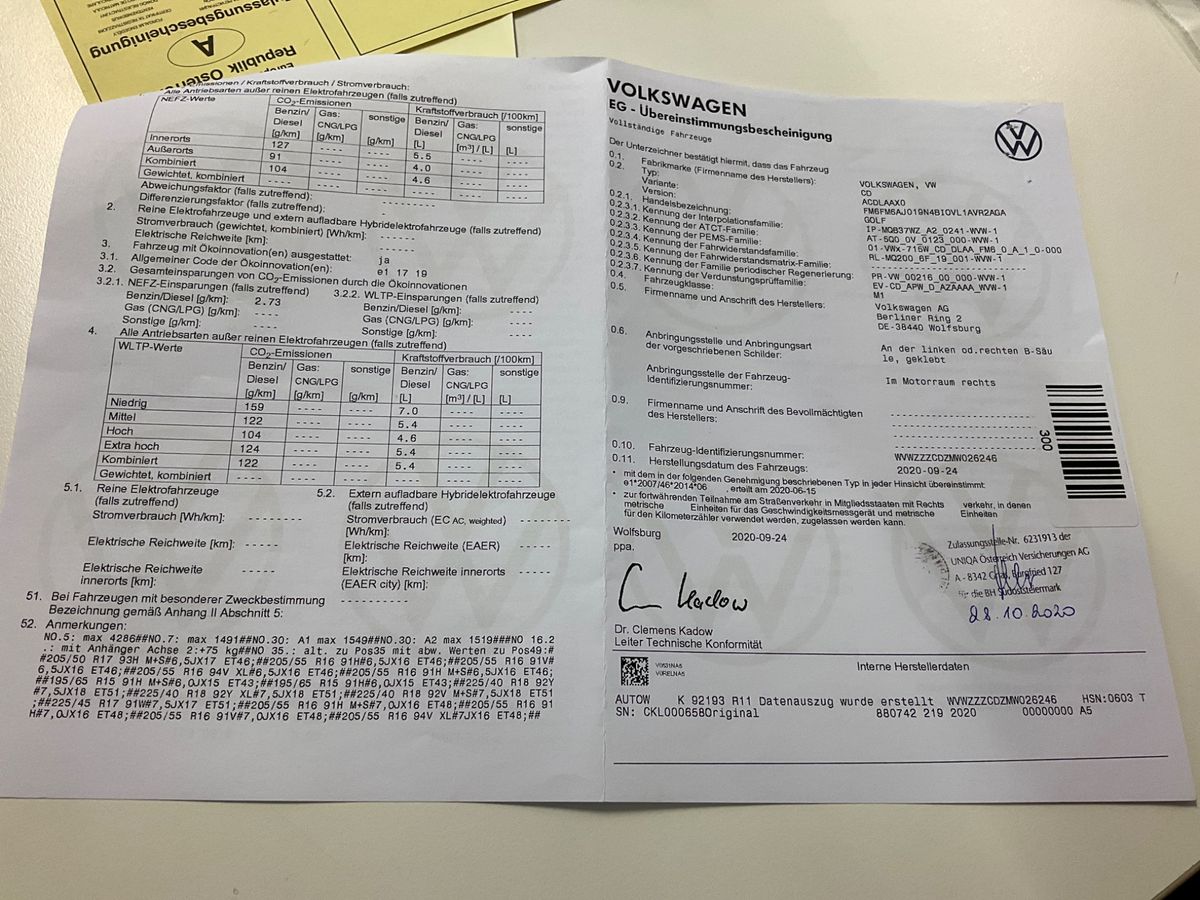 Zulassungsbescheinigung
A
Republik Öster
Emissionen / Kraftstoffverbrauch / Stromverbrauch:
Alle Antriebsarten außer reinen Elektrofahrzeugen (falls zutreffend)
NEFZ-Werte CO2-Emissionen Kraftstoffverbrauch [/100km]
Benzin/ Diesel [g/km] Gas: CNG/LPG [g/km] sonstige [g/km] Benzin/ Diesel [L] Gas: CNG/LPG [m³] / [L] sonstige [L]
Innerorts 127 ---- ---- 5.5 ---- ----
Außerorts 91 ---- ---- 4.0 ---- ----
Kombiniert 104 ---- ---- 4.6 ---- ----
Gewichtet, kombiniert
Abweichungsfaktor (falls zutreffend):
Differenzierungsfaktor (falls zutreffend):
2. Reine Elektrofahrzeuge und extern aufladbare Hybridelektrofahrzeuge (falls zutreffend)
Stromverbrauch (gewichtet, kombiniert) [Wh/km]: -----
Elektrische Reichweite [km]: -----
3. Fahrzeug mit Ökoinnovation(en) ausgestattet: ja
3.1. Allgemeiner Code der Ökoinnovation(en): e1 17 19
3.2. Gesamteinsparungen von CO2-Emissionen durch die Ökoinnovationen
3.2.1. NEFZ-Einsparungen (falls zutreffend) 3.2.2. WLTP-Einsparungen (falls zutreffend)
Benzin/Diesel [g/km]: 2.73 Benzin/Diesel [g/km]: ----
Gas (CNG/LPG) [g/km]: ---- Gas (CNG/LPG) [g/km]: ----
Sonstige [g/km]: ---- Sonstige [g/km]: ----
4. Alle Antriebsarten außer reinen Elektrofahrzeugen (falls zutreffend)
WLTP-Werte CO2-Emissionen Kraftstoffverbrauch [/100km]
Benzin/ Diesel [g/km] Gas: CNG/LPG [g/km] sonstige [g/km] Benzin/ Diesel [L] Gas: CNG/LPG [m³] / [L] sonstige [L]
Niedrig 159 ---- ---- 7.0 ---- ----
Mittel 122 ---- ---- 5.4 ---- ----
Hoch 104 ---- ---- 4.6 ---- ----
Extra hoch 124 ---- ---- 5.4 ---- ----
Kombiniert 122 ---- ---- 5.4 ---- ----
Gewichtet, kombiniert ---- ---- ---- ---- ---- ----
5.1. Reine Elektrofahrzeuge 5.2. Extern aufladbare Hybridelektrofahrzeuge
(falls zutreffend) (falls zutreffend)
Stromverbrauch [Wh/km]: -------- Stromverbrauch (EC AC, weighted) --------
[Wh/km]:
Elektrische Reichweite [km]: ----- Elektrische Reichweite (EAER) -----
[km]:
Elektrische Reichweite ----- Elektrische Reichweite innerorts -----
innerorts [km]: (EAER city) [km]:
51. Bei Fahrzeugen mit besonderer Zweckbestimmung ----------
Bezeichnung gemäß Anhang II Abschnitt 5:
52. Anmerkungen:
NO.5: max 4286##NO.7: max 1491##NO.30: A1 max 1549##NO.30: A2 max 1519###NO 16.2
.: mit Anhänger Achse 2:+75 kg##NO 35.: alt. zu Pos35 mit abw. Werten zu Pos49:#
#205/50 R17 93H M+S#6,5JX17 ET46;##205/55 R16 91H#6,5JX16 ET46;##205/55 R16 91V#
6,5JX16 ET46;##205/55 R16 94V XL#6,5JX16 ET46;##205/55 R16 91H M+S#6,5JX16 ET46;
##195/65 R15 91H M+S#6,0JX15 ET43;##195/65 R15 91H#6,0JX15 ET43;##225/40 R18 92Y
#7,5JX18 ET51;##225/40 R18 92Y XL#7,5JX18 ET51;##225/40 R18 92V M+S#7,5JX18 ET51
;##225/45 R17 91W#7,5JX17 ET51;##205/55 R16 91H M+S#7,0JX16 ET48;##205/55 R16 91
H#7,0JX16 ET48;##205/55 R16 91V#7,0JX16 ET48;##205/55 R16 94V XL#7JX16 ET48;##
VOLKSWAGEN
EG - Übereinstimmungsbescheinigung
Vollständige Fahrzeuge
Der Unterzeichner bestätigt hiermit, dass das Fahrzeug
0.1. Fabrikmarke (Firmenname des Herstellers): VOLKSWAGEN, VW
0.2. Typ: CD
Variante: ACDLAAX0
Version: FM6FM6AJ019N4B1OVL1AVR2AGA
0.2.1. Handelsbezeichnung: GOLF
0.2.3.1. Kennung der Interpolationsfamilie: IP-MQB37WZ_A2_0241-WVW-1
0.2.3.2. Kennung der ATCT-Familie: AT-5Q0_0V_0123_000-WVW-1
0.2.3.3. Kennung der PEMS-Familie: 01-VWx-715W_CD_DLAA_FM6_0_A_1_0-000
0.2.3.4. Kennung der Fahrwiderstandsfamilie: RL-MQ200_6F_19_001-WVW-1
0.2.3.5. Kennung der Fahrwiderstandsmatrix-Familie: ------------------------
0.2.3.6. Kennung der Familie periodischer Regenerierung: PR-VW_00216_00_000-WVW-1
0.2.3.7. Kennung der Verdunstungsprüffamilie: EV-CD_APW_D_AZAAAA_VWW-1
0.4. Fahrzeugklasse: M1
0.5. Firmenname und Anschrift des Herstellers: Volkswagen AG
Berliner Ring 2
DE-38440 Wolfsburg
0.6. Anbringungsstelle und Anbringungsart An der linken od.rechten B-Säu
der vorgeschriebenen Schilder: le, geklebt
Anbringungsstelle der Fahrzeug- Im Motorraum rechts
Identifizierungsnummer:
0.9. Firmenname und Anschrift des Bevollmächtigten
des Herstellers:
300
0.10. Fahrzeug-Identifizierungsnummer: WVWZZZCDZMW026246
0.11. Herstellungsdatum des Fahrzeugs: 2020-09-24
• mit dem in der folgenden Genehmigung beschriebenen Typ in jeder Hinsicht übereinstimmt:
e1*2007/46*2014*06 , erteilt am 2020-06-15
• zur fortwährenden Teilnahme am Straßenverkehr in Mitgliedsstaaten mit Rechts verkehr, in denen
metrische Einheiten für das Geschwindigkeitsmessgerät und metrische Einheiten
für den Kilometerzähler verwendet werden, zugelassen werden kann.
Wolfsburg 2020-09-24
ppa.
Zulassungsstelle-Nr. 6231913 der
UNIQA Österreich Versicherungen AG
A - 8342 Gnas, Burgfried 127
für die BH Südoststeiermark
28.10.2020
C Kadow
Dr. Clemens Kadow
Leiter Technische Konformität
V0631NA5
V0RELNA5
Interne Herstellerdaten
AUTOW K 92193 R11 Datenauszug wurde erstellt WVWZZZCDZMW026246 HSN:0603 T
SN: CKL00065BOriginal 880742 219 2020 00000000 A5